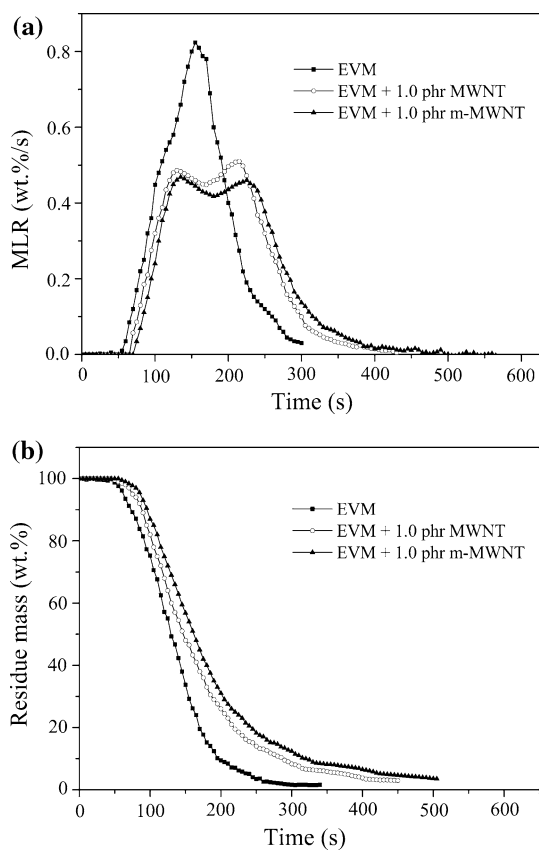 (a)
MLR (wt.%/s)
0.8
0.6
0.4
0.2
0.0
EVM
EVM + 1.0 phr MWNT
EVM + 1.0 phr m-MWNT
0 100 200 300 400 500 600
Time (s)
(b)
Residue mass (wt.%)
100
80
60
40
20
0
EVM
EVM + 1.0 phr MWNT
EVM + 1.0 phr m-MWNT
0 100 200 300 400 500 600
Time (s)